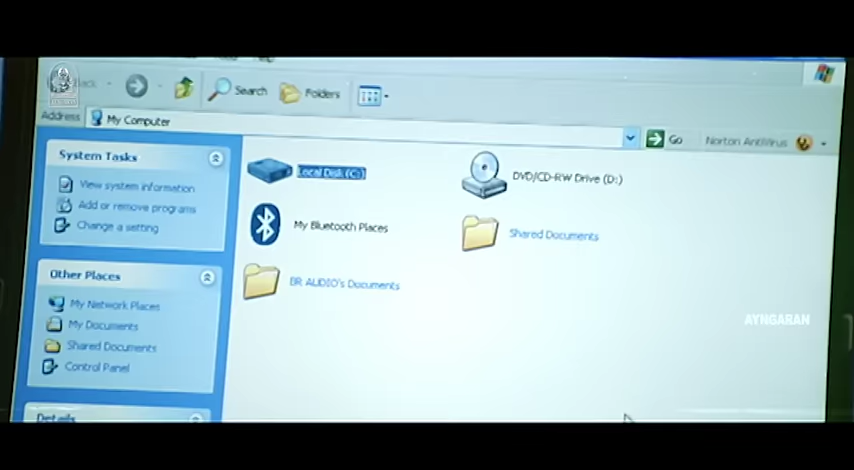 Back
Search
Folders
Address
My Computer
Go
Norton AntiVirus
System Tasks
View system information
Add or remove programs
Change a setting
Other Places
My Network Places
My Documents
Shared Documents
Control Panel
Details
Local Disk (C:)
DVD/CD-RW Drive (D:)
My Bluetooth Places
Shared Documents
BR AUDIO's Documents
AYNGARAN